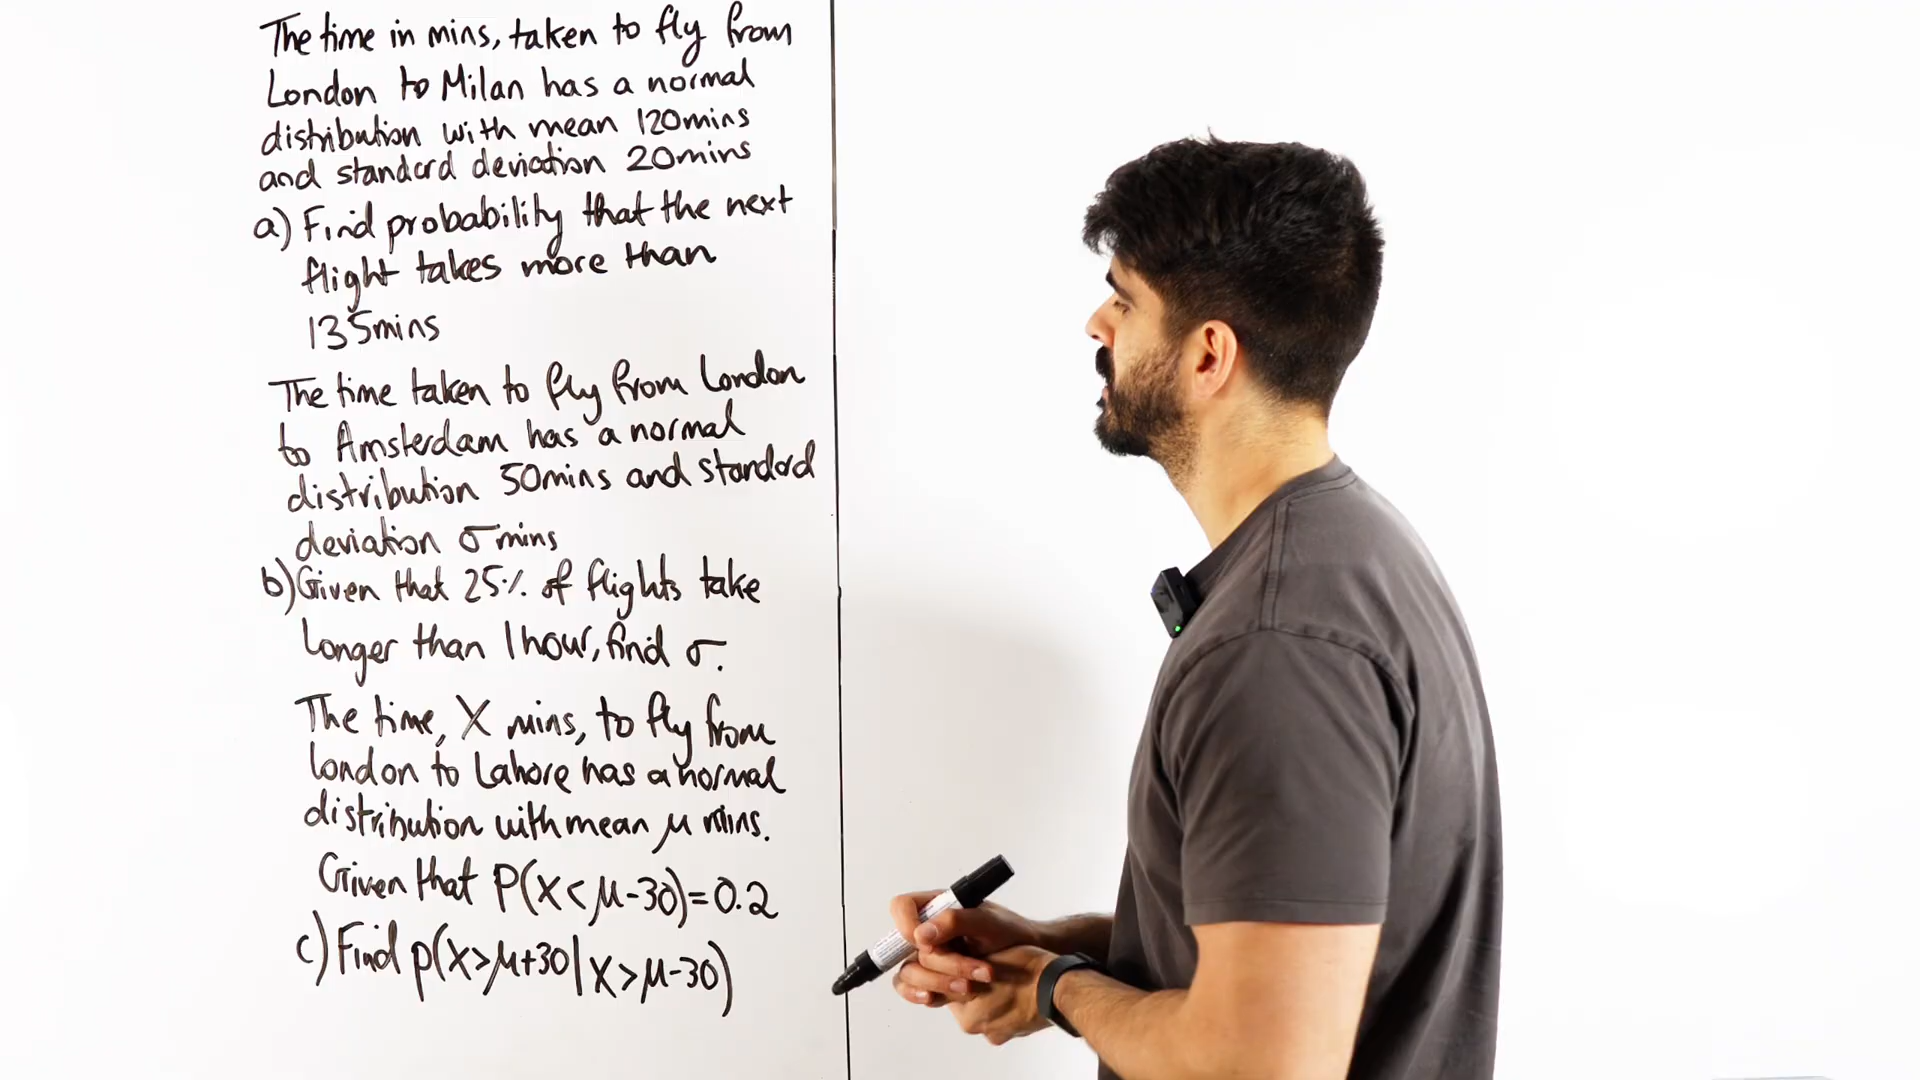 The time in mins, taken to fly from
London to Milan has a normal
distribution with mean 120mins
and standard deviation 20mins
a) Find probability that the next
flight takes more than
135mins
The time taken to fly from London
to Amsterdam has a normal
distribution 50mins and standard
deviation σ mins
b) Given that 25% of flights take
longer than 1 hour, find σ.
The time, X mins, to fly from
London to Lahore has a normal
distribution with mean μ mins.
Given that P(X<μ-30)=0.2
c) Find p(X>μ+30|X>μ-30)